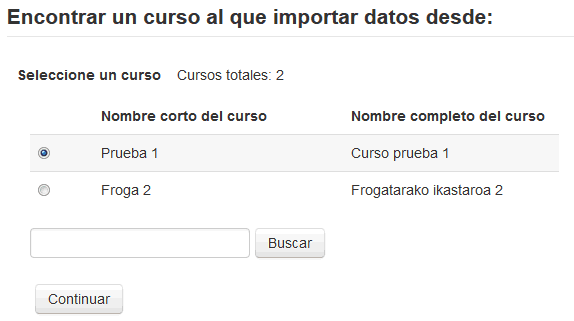 Encontrar un curso al que importar datos desde:
Seleccione un curso Cursos totales: 2
Nombre corto del curso Nombre completo del curso
Prueba 1 Curso prueba 1
Froga 2 Frogatarako ikastaroa 2
Buscar
Continuar